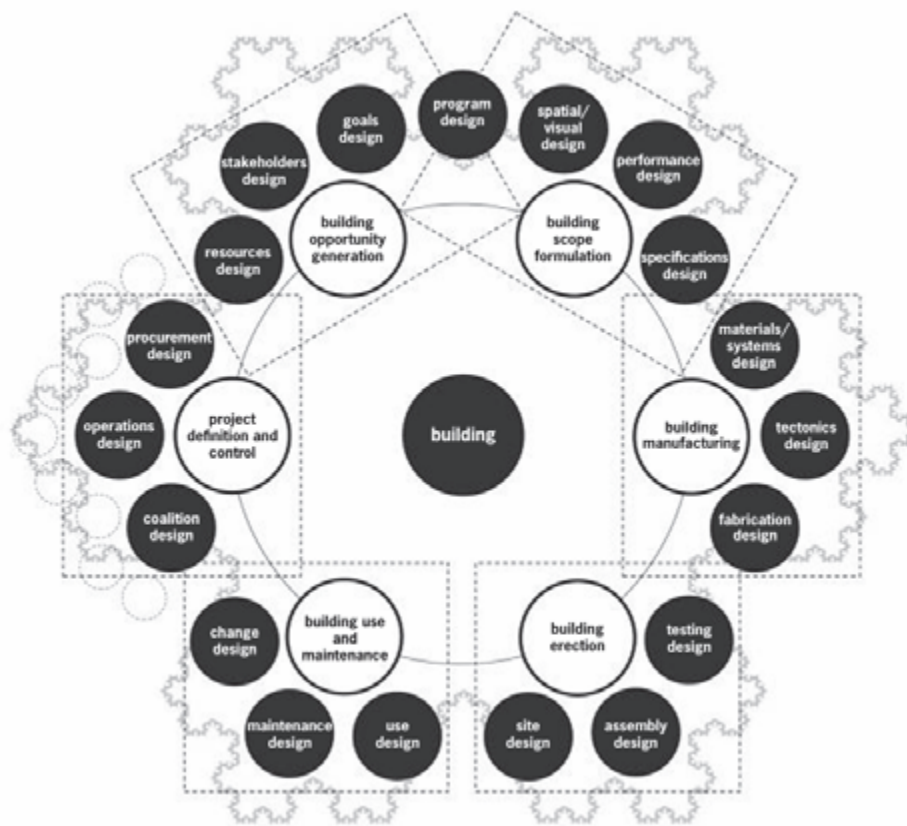 program
design
goals
design
spatial/
visual
design
stakeholders
design
performance
design
building
opportunity
generation
building
scope
formulation
resources
design
specifications
design
procurement
design
materials/
systems
design
operations
design
project
definition and
control
building
building
manufacturing
tectonics
design
coalition
design
fabrication
design
change
design
building use
and
maintenance
building
erection
testing
design
maintenance
design
use
design
site
design
assembly
design